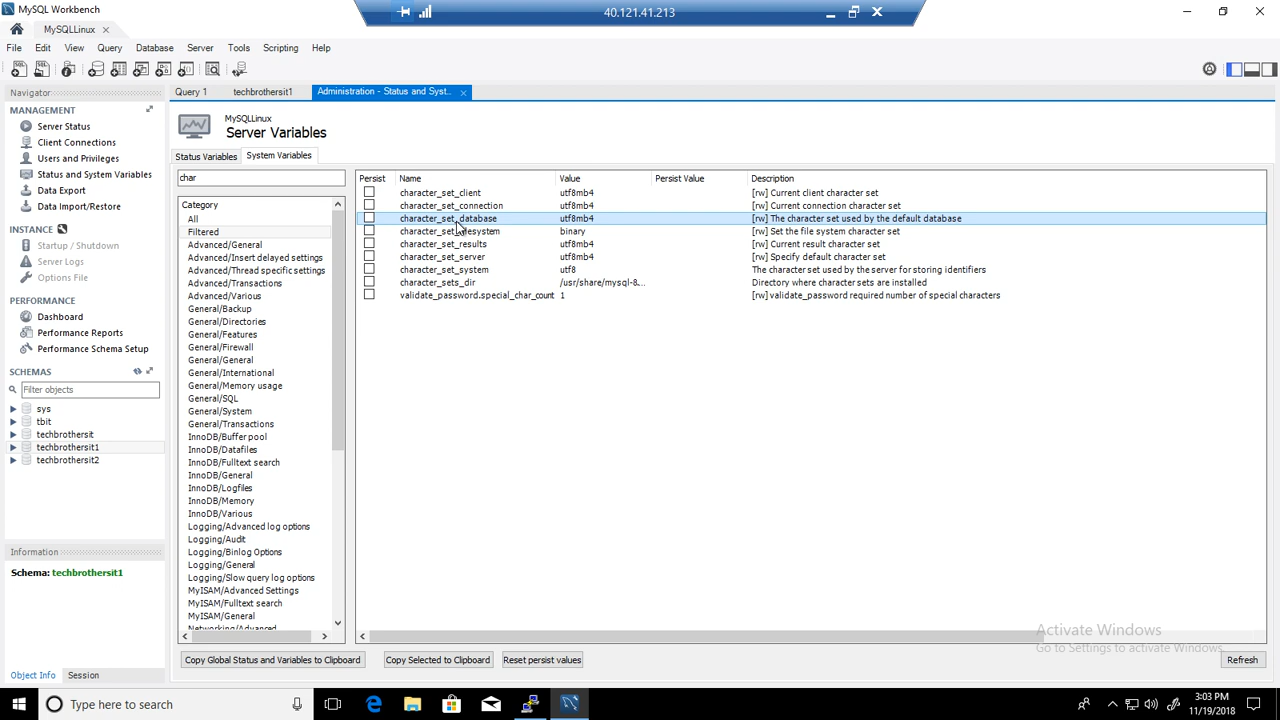 MySQL Workbench
40.121.41.213
MySQLLinux
File Edit View Query Database Server Tools Scripting Help
Navigator
MANAGEMENT
Server Status
Client Connections
Users and Privileges
Status and System Variables
Data Export
Data Import/Restore
INSTANCE
Startup / Shutdown
Server Logs
Options File
PERFORMANCE
Dashboard
Performance Reports
Performance Schema Setup
SCHEMAS
Filter objects
sys
tbit
techbrothersit
techbrothersit1
techbrothersit2
Information
Schema: techbrothersit1
Object Info Session
Query 1 techbrothersit1 Administration - Status and Syst..
MySQLLinux
Server Variables
Status Variables System Variables
char
Category
All
Filtered
Advanced/General
Advanced/Insert delayed settings
Advanced/Thread specific settings
Advanced/Transactions
Advanced/Various
General/Backup
General/Directories
General/Features
General/Firewall
General/General
General/International
General/Memory usage
General/SQL
General/System
General/Transactions
InnoDB/Buffer pool
InnoDB/Datafiles
InnoDB/Fulltext search
InnoDB/General
InnoDB/Logfiles
InnoDB/Memory
InnoDB/Various
Logging/Advanced log options
Logging/Audit
Logging/Binlog Options
Logging/General
Logging/Slow query log options
MyISAM/Advanced Settings
MyISAM/Fulltext search
MyISAM/General
Networking/Advanced
Persist Name Value Persist Value Description
character_set_client utf8mb4 [rw] Current client character set
character_set_connection utf8mb4 [rw] Current connection character set
character_set_database utf8mb4 [rw] The character set used by the default database
character_set_filesystem binary [rw] Set the file system character set
character_set_results utf8mb4 [rw] Current result character set
character_set_server utf8mb4 [rw] Specify default character set
character_set_system utf8 The character set used by the server for storing identifiers
character_sets_dir /usr/share/mysql-8... Directory where character sets are installed
validate_password.special_char_count 1 [rw] validate_password required number of special characters
Activate Windows
Go to Settings to activate Windows.
Copy Global Status and Variables to Clipboard Copy Selected to Clipboard Reset persist values Refresh
Type here to search
3:03 PM
11/19/2018